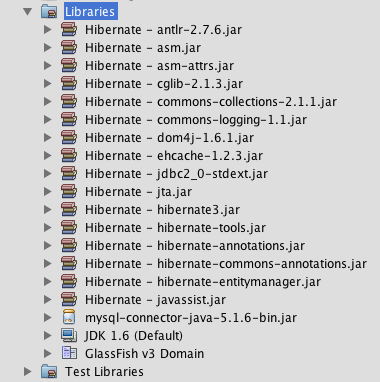 Libraries
Hibernate - antlr-2.7.6.jar
Hibernate - asm.jar
Hibernate - asm-attrs.jar
Hibernate - cglib-2.1.3.jar
Hibernate - commons-collections-2.1.1.jar
Hibernate - commons-logging-1.1.jar
Hibernate - dom4j-1.6.1.jar
Hibernate - ehcache-1.2.3.jar
Hibernate - jdbc2_0-stdext.jar
Hibernate - jta.jar
Hibernate - hibernate3.jar
Hibernate - hibernate-tools.jar
Hibernate - hibernate-annotations.jar
Hibernate - hibernate-commons-annotations.jar
Hibernate - hibernate-entitymanager.jar
Hibernate - javassist.jar
mysql-connector-java-5.1.6-bin.jar
JDK 1.6 (Default)
GlassFish v3 Domain
Test Libraries